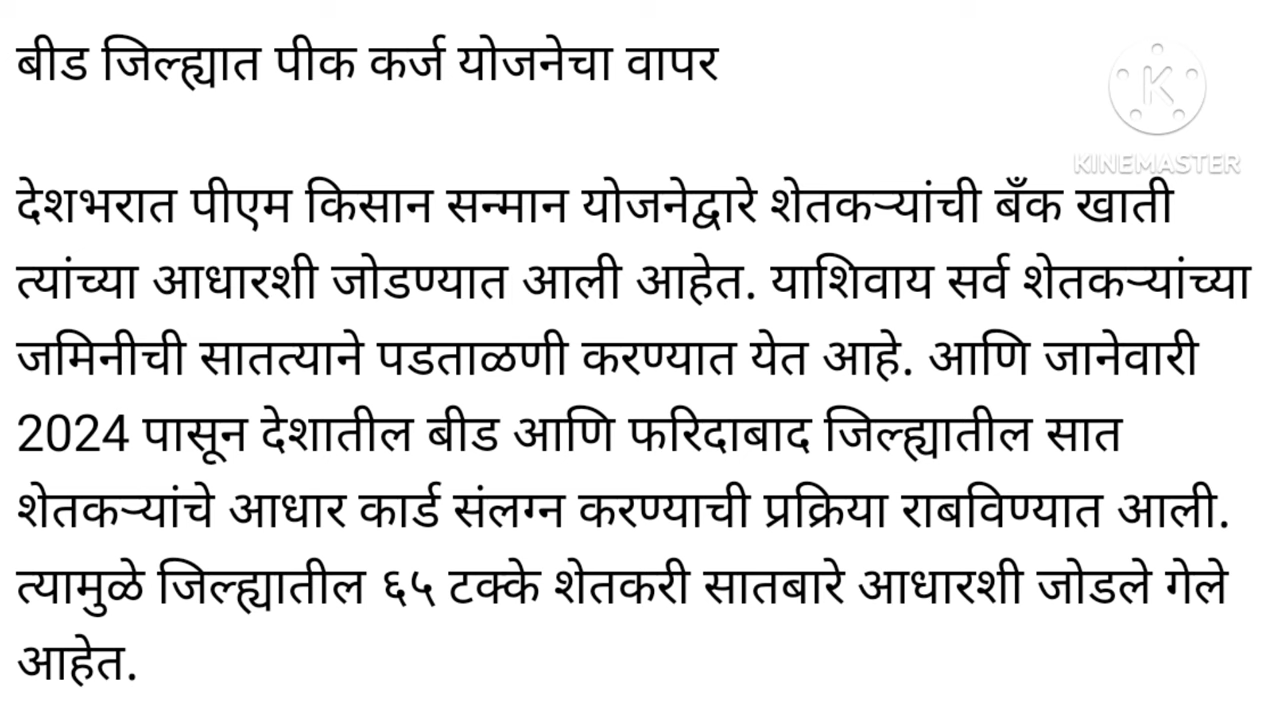 बीड जिल्ह्यात पीक कर्ज योजनेचा वापर
K
KINEMASTER
देशभरात पीएम किसान सन्मान योजनेद्वारे शेतकऱ्यांची बँक खाती
त्यांच्या आधारशी जोडण्यात आली आहेत. याशिवाय सर्व शेतकऱ्यांच्या
जमिनीची सातत्याने पडताळणी करण्यात येत आहे. आणि जानेवारी
2024 पासून देशातील बीड आणि फरिदाबाद जिल्ह्यातील सात
शेतकऱ्यांचे आधार कार्ड संलग्न करण्याची प्रक्रिया राबविण्यात आली.
त्यामुळे जिल्ह्यातील ६५ टक्के शेतकरी सातबारे आधारशी जोडले गेले
आहेत.